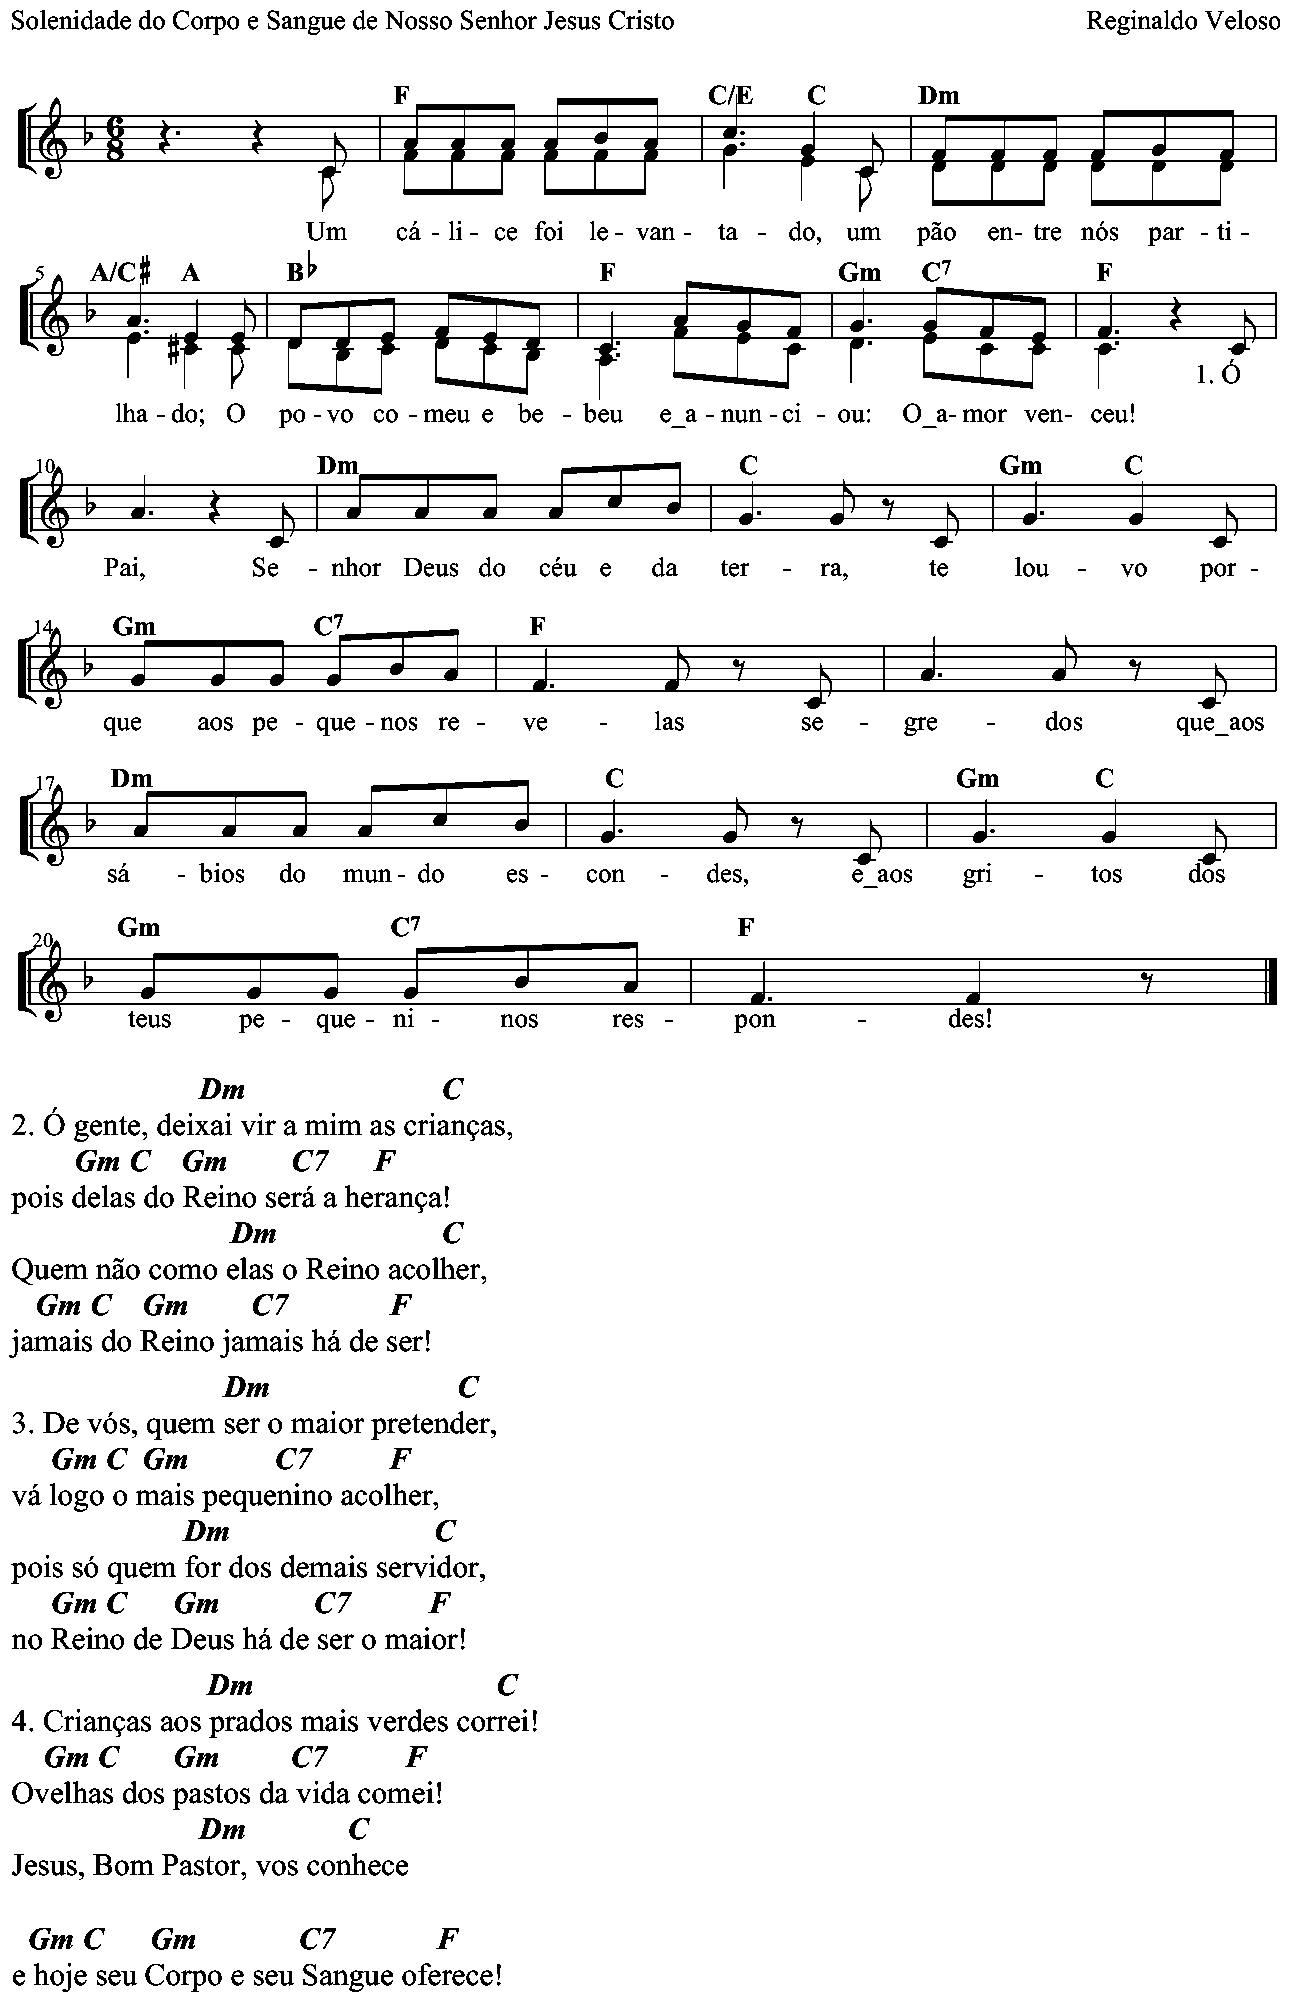 Solenidade do Corpo e Sangue de Nosso Senhor Jesus Cristo Reginaldo Veloso
F C/E C Dm
6
8
Um cá-li-ce foi le-van-ta-do, um pão en-tre nós par-ti-
5 A/C# A B♭ F Gm C7 F
lha-do; O po-vo co-meu e be-beu e_a-nun-ci-ou: O_a-mor ven-ceu! 1. Ó
10 Dm C Gm C
Pai, Se-nhor Deus do céu e da ter-ra, te lou-vo por-
14 Gm C7 F
que aos pe-que-nos re-ve-las se-gre-dos que_aos
17 Dm C Gm C
sá-bios do mun-do es-con-des, e_aos gri-tos dos
20 Gm C7 F
teus pe-que-ni-nos res-pon-des!
Dm C
2. Ó gente, deixai vir a mim as crianças,
Gm C Gm C7 F
pois delas do Reino será a herança!
Dm C
Quem não como elas o Reino acolher,
Gm C Gm C7 F
jamais do Reino jamais há de ser!
Dm C
3. De vós, quem ser o maior pretender,
Gm C Gm C7 F
vá logo o mais pequenino acolher,
Dm C
pois só quem for dos demais servidor,
Gm C Gm C7 F
no Reino de Deus há de ser o maior!
Dm C
4. Crianças aos prados mais verdes correi!
Gm C Gm C7 F
Ovelhas dos pastos da vida comei!
Dm C
Jesus, Bom Pastor, vos conhece
Gm C Gm C7 F
e hoje seu Corpo e seu Sangue oferece!